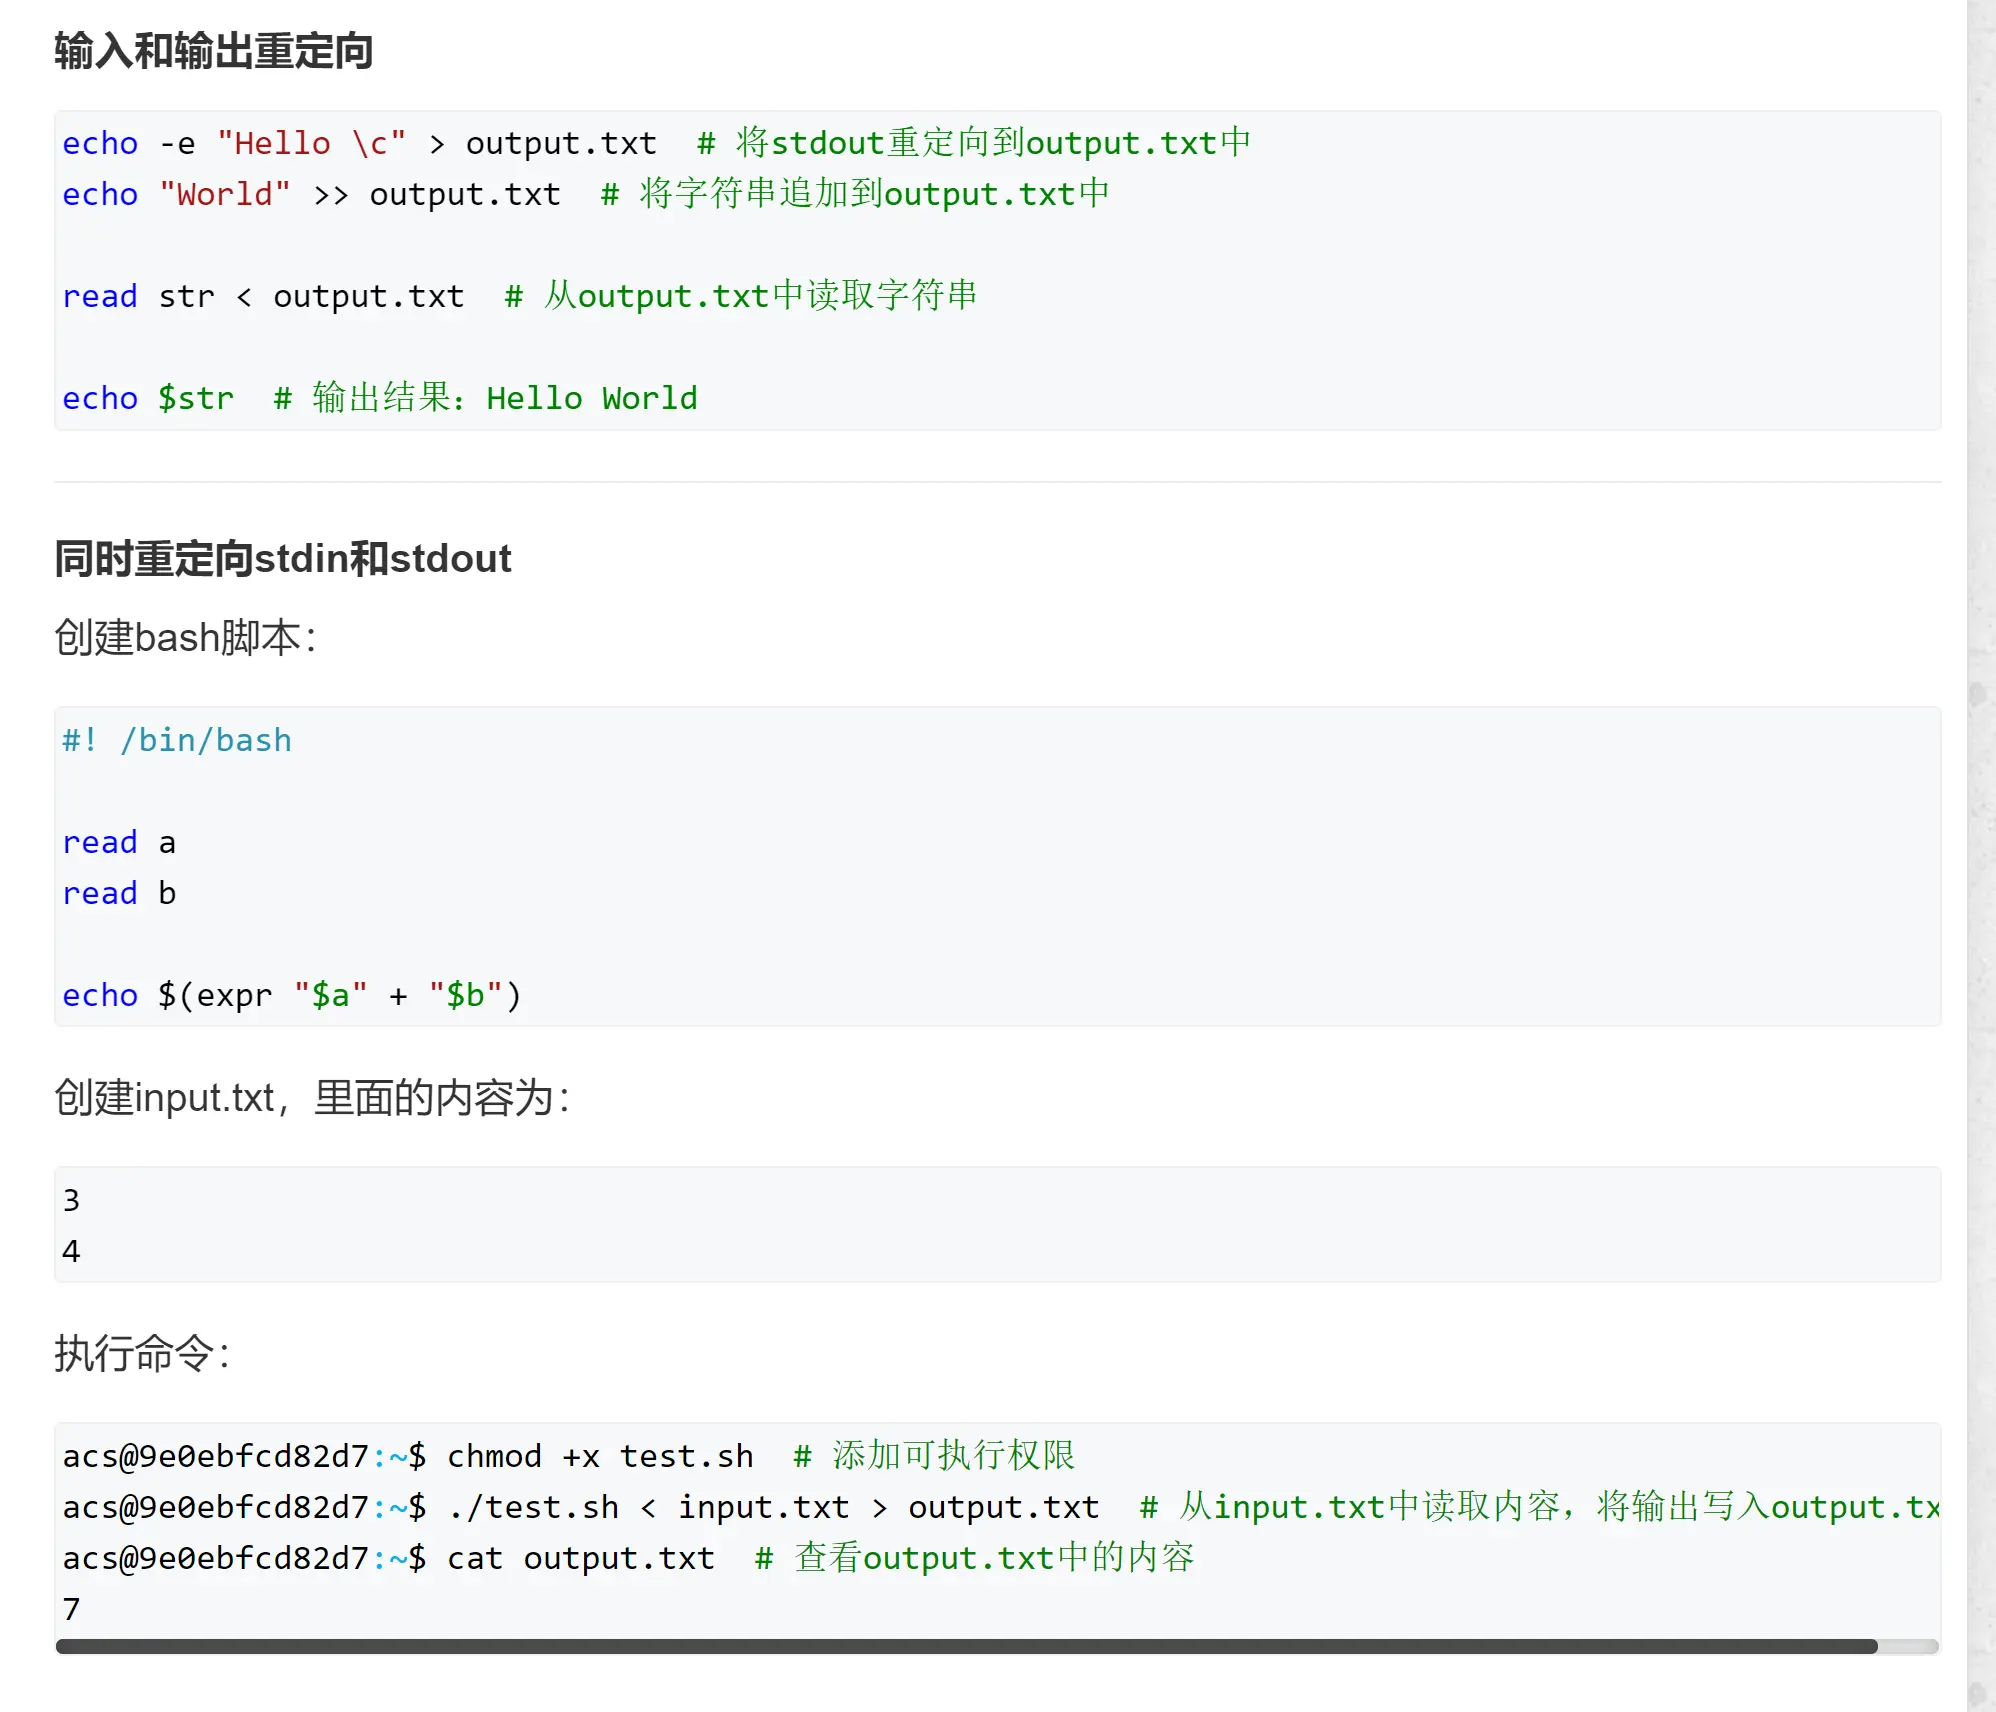 输入和输出重定向
echo -e "Hello \c" > output.txt  # 将stdout重定向到output.txt中
echo "World" >> output.txt  # 将字符串追加到output.txt中
read str < output.txt  # 从output.txt中读取字符串
echo $str  # 输出结果：Hello World
同时重定向stdin和stdout
创建bash脚本：
#! /bin/bash
read a
read b
echo $(expr "$a" + "$b")
创建input.txt，里面的内容为：
3
4
执行命令：
acs@9e0ebfcd82d7:~$ chmod +x test.sh  # 添加可执行权限
acs@9e0ebfcd82d7:~$ ./test.sh < input.txt > output.txt  # 从input.txt中读取内容，将输出写入output.tx
acs@9e0ebfcd82d7:~$ cat output.txt  # 查看output.txt中的内容
7